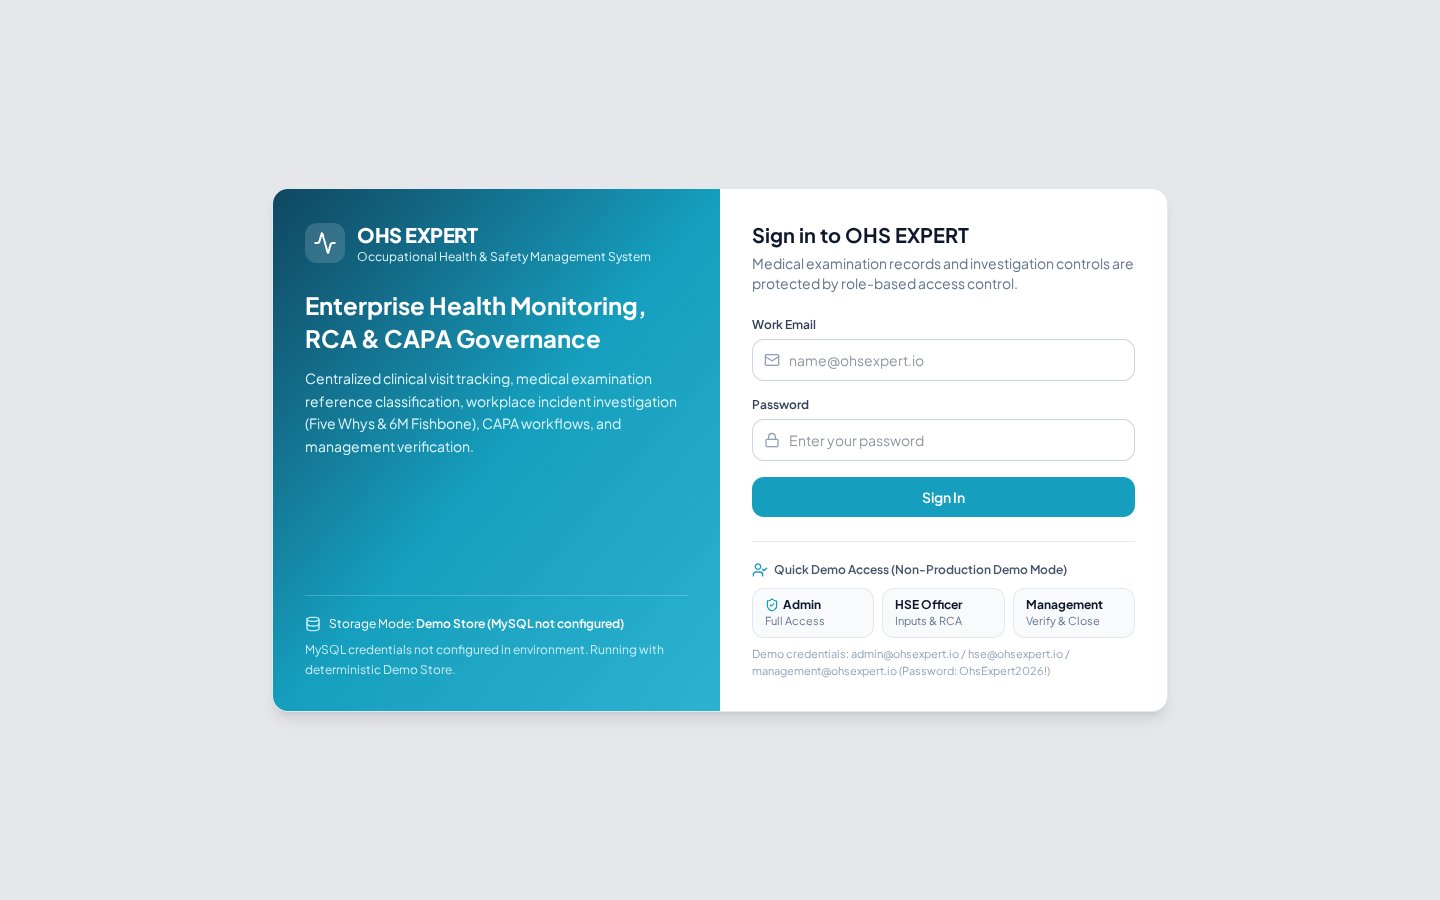 OHS EXPERT
Occupational Health & Safety Management System
Enterprise Health Monitoring,
RCA & CAPA Governance
Centralized clinical visit tracking, medical examination
reference classification, workplace incident investigation
(Five Whys & 6M Fishbone), CAPA workflows, and
management verification.
Storage Mode: Demo Store (MySQL not configured)
MySQL credentials not configured in environment. Running with
deterministic Demo Store.
Sign in to OHS EXPERT
Medical examination records and investigation controls are
protected by role-based access control.
Work Email
name@ohsexpert.io
Password
Enter your password
Sign In
Quick Demo Access (Non-Production Demo Mode)
Admin
Full Access
HSE Officer
Inputs & RCA
Management
Verify & Close
Demo credentials: admin@ohsexpert.io / hse@ohsexpert.io /
management@ohsexpert.io (Password: OhsExpert2026!)